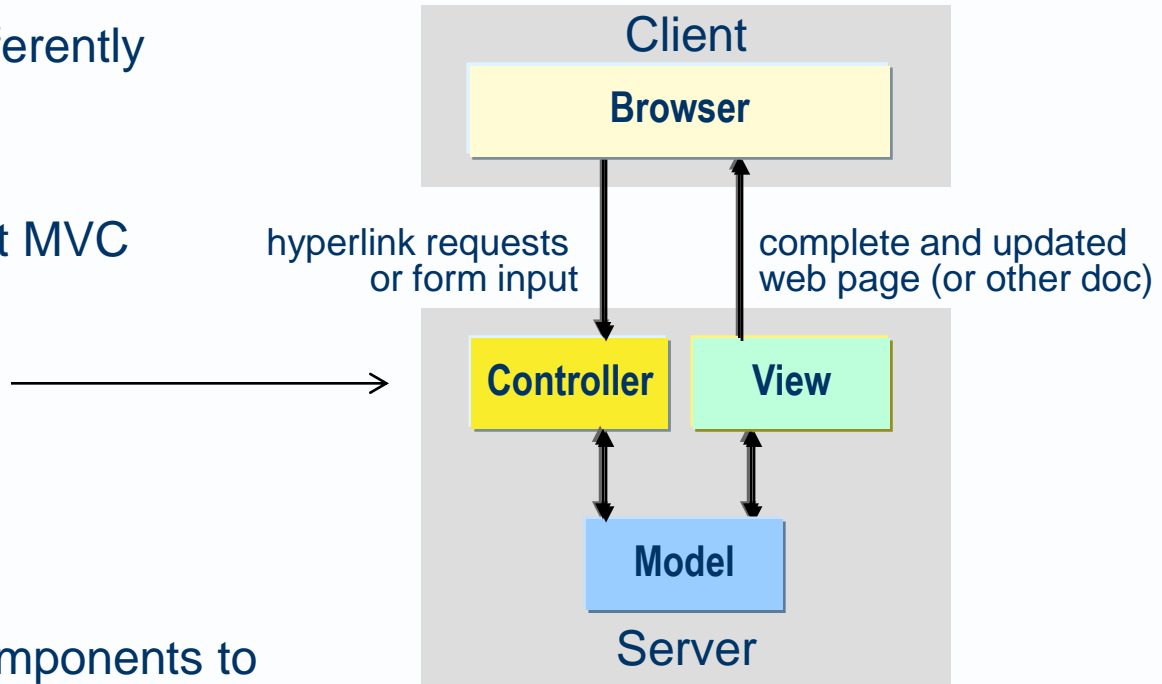 ferently
Client
Browser
t MVC
hyperlink requests
or form input
complete and updated
web page (or other doc)
Controller
View
Model
mponents to
Server